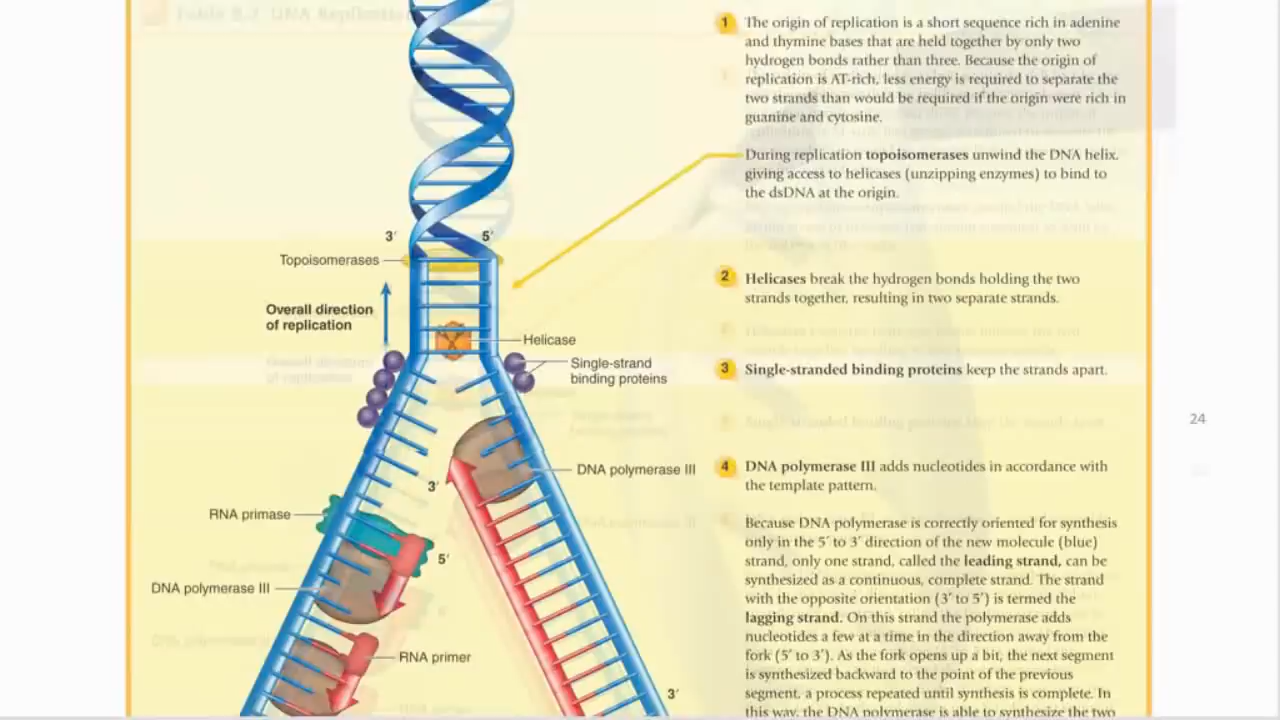 Table 8.2 DNA Replication
1 The origin of replication is a short sequence rich in adenine
and thymine bases that are held together by only two
hydrogen bonds rather than three. Because the origin of
replication is AT-rich, less energy is required to separate the
two strands than would be required if the origin were rich in
guanine and cytosine.
During replication topoisomerases unwind the DNA helix,
giving access to helicases (unzipping enzymes) to bind to
the dsDNA at the origin.
3′ 5′
Topoisomerases
Overall direction
of replication
2 Helicases break the hydrogen bonds holding the two
strands together, resulting in two separate strands.
Helicase
Single-strand
binding proteins
3 Single-stranded binding proteins keep the strands apart.
24
DNA polymerase III
3′
4 DNA polymerase III adds nucleotides in accordance with
the template pattern.
RNA primase
5′
DNA polymerase III
RNA primer
3′
Because DNA polymerase is correctly oriented for synthesis
only in the 5′ to 3′ direction of the new molecule (blue)
strand, only one strand, called the leading strand, can be
synthesized as a continuous, complete strand. The strand
with the opposite orientation (3′ to 5′) is termed the
lagging strand. On this strand the polymerase adds
nucleotides a few at a time in the direction away from the
fork (5′ to 3′). As the fork opens up a bit, the next segment
is synthesized backward to the point of the previous
segment, a process repeated until synthesis is complete. In
this way, the DNA polymerase is able to synthesize the two